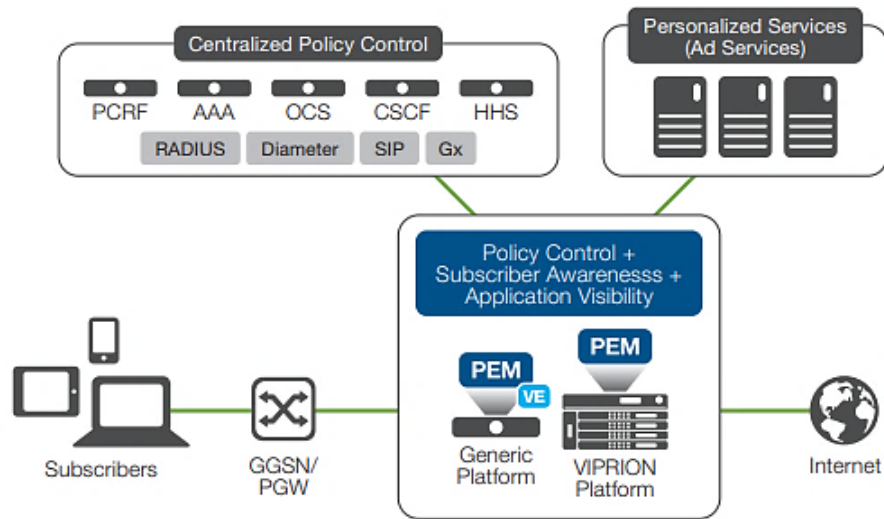 Centralized Policy Control
PCRF
AAA
OCS
CSCF
HHS
RADIUS
Diameter
SIP
Gx
Personalized Services
(Ad Services)
Policy Control +
Subscriber Awarenesss +
Application Visibility
PEM
VE
PEM
Generic
Platform
VIPRION
Platform
Subscribers
GGSN/
PGW
Internet